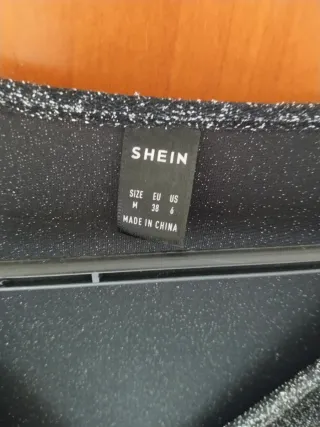 SHEIN
SIZE EU US
M 38 6
MADE IN CHINA